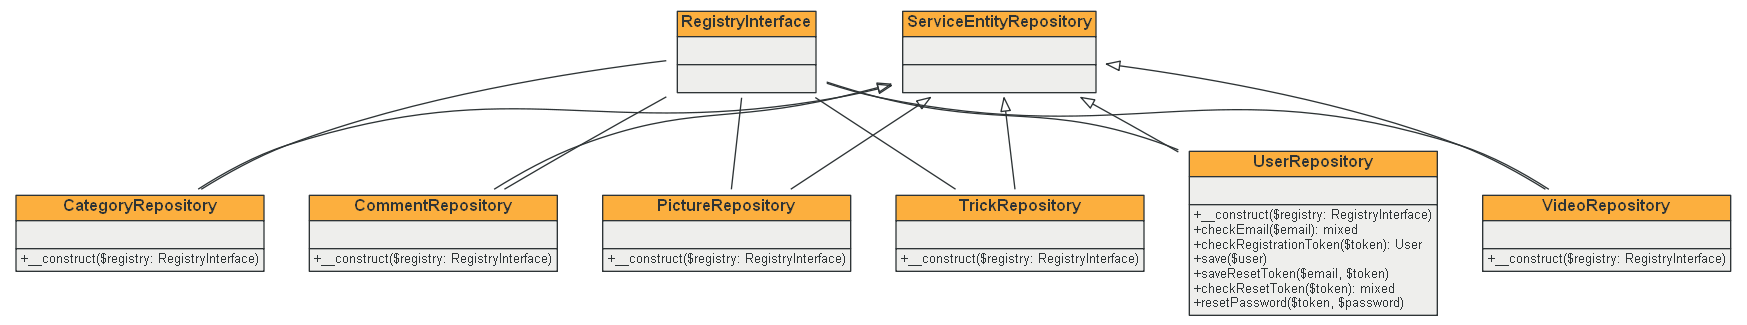 RegistryInterface
ServiceEntityRepository
CategoryRepository
+__construct($registry: RegistryInterface)
CommentRepository
+__construct($registry: RegistryInterface)
PictureRepository
+__construct($registry: RegistryInterface)
TrickRepository
+__construct($registry: RegistryInterface)
UserRepository
+__construct($registry: RegistryInterface)
+checkEmail($email): mixed
+checkRegistrationToken($token): User
+save($user)
+saveResetToken($email, $token)
+checkResetToken($token): mixed
+resetPassword($token, $password)
VideoRepository
+__construct($registry: RegistryInterface)